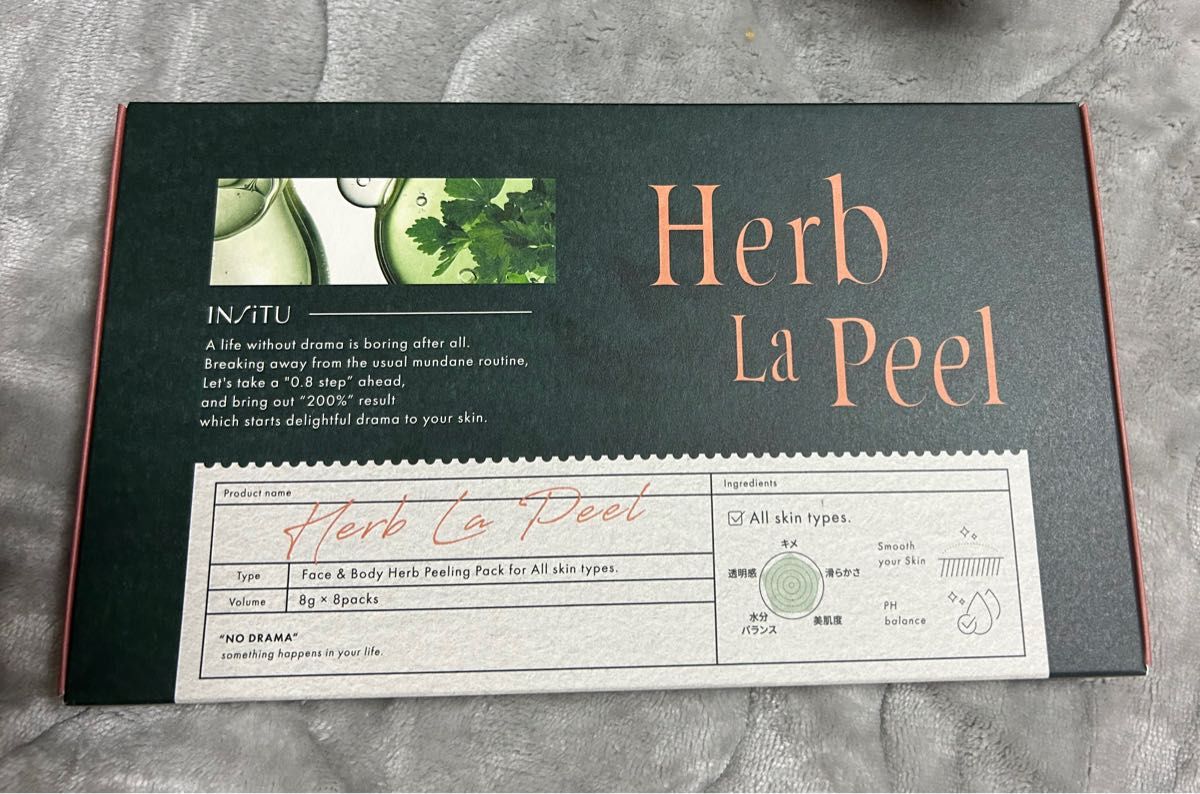 Herb
La Peel
INSiTU
A life without drama is boring after all.
Breaking away from the usual mundane routine,
Let's take a "0.8 step" ahead,
and bring out “200%” result
which starts delightful drama to your skin.
Product name
Herb La Peel
Type
Face & Body Herb Peeling Pack for All skin types.
Volume
8g × 8packs
“NO DRAMA”
something happens in your life.
Ingredients
All skin types.
キメ
透明感
滑らかさ
水分
バランス
美肌度
Smooth
your Skin
PH
balance